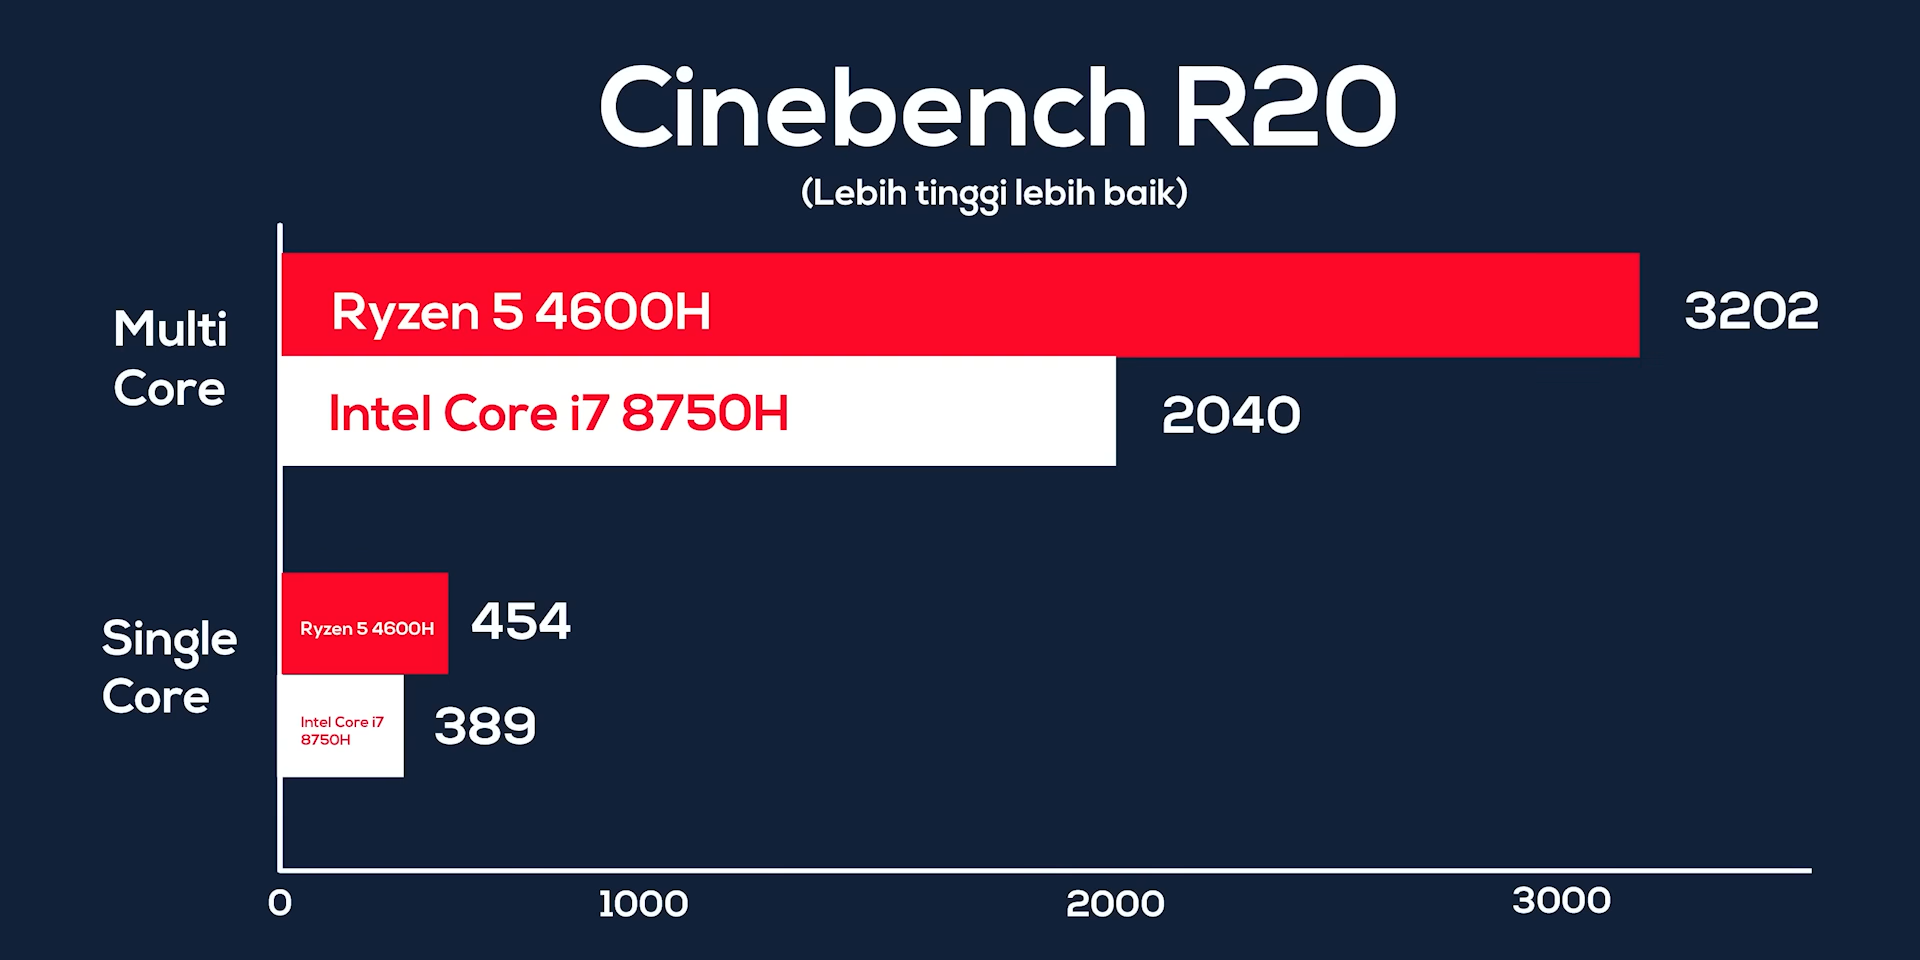 Cinebench R20
(Lebih tinggi lebih baik)
Multi
Core
Ryzen 5 4600H
3202
Intel Core i7 8750H
2040
Single
Core
Ryzen 5 4600H
454
Intel Core i7
8750H
389
0
1000
2000
3000